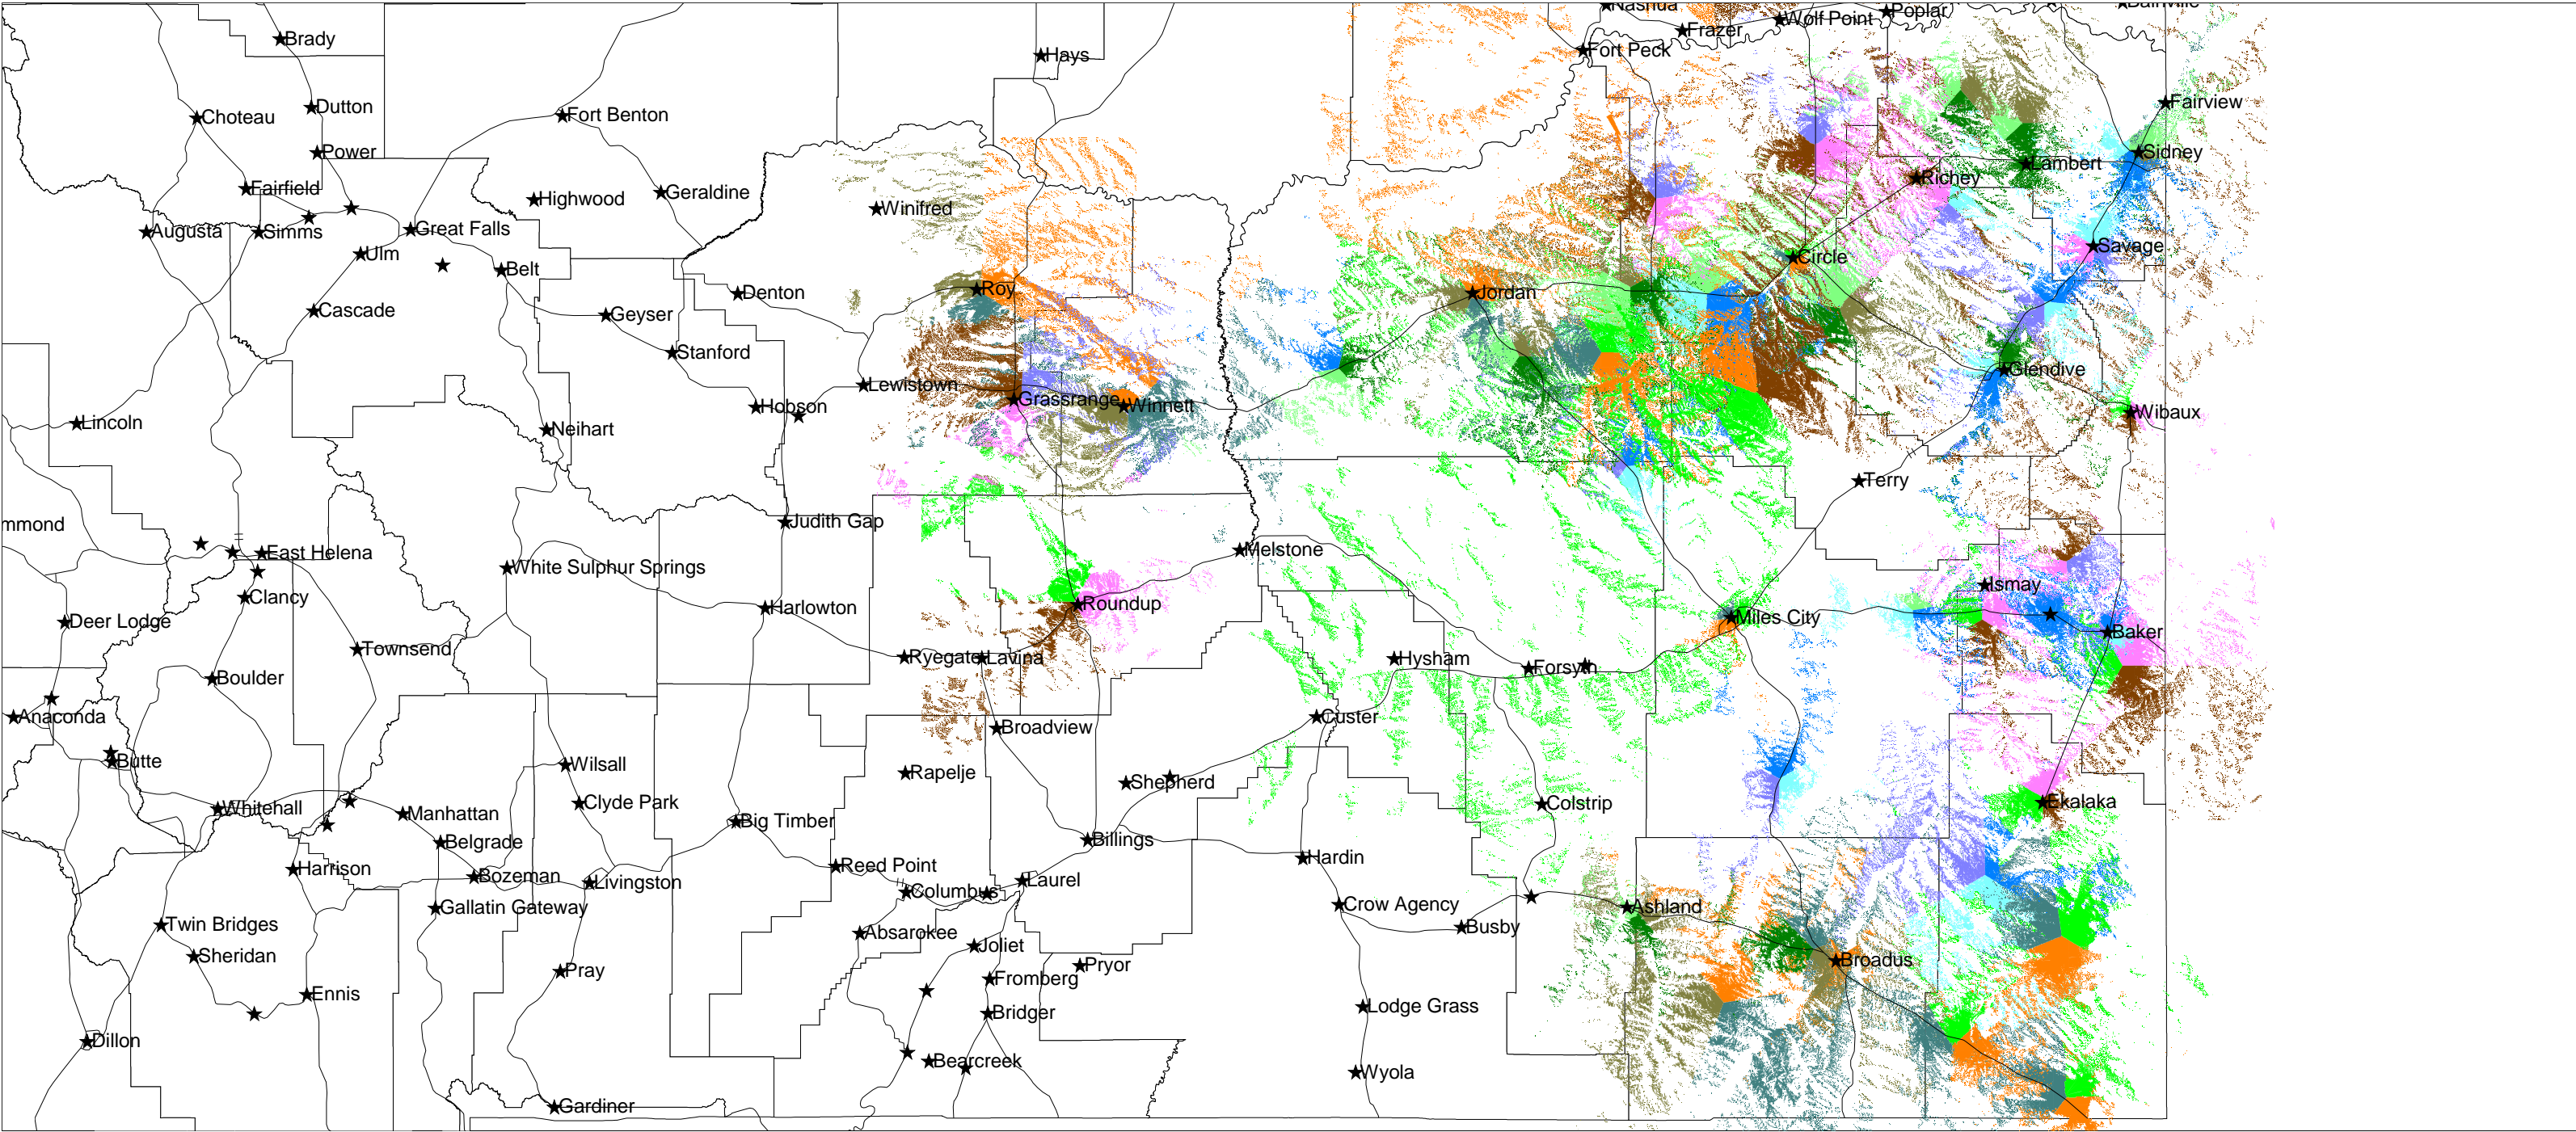 Nashua
Poplar
Wolf Point
Frazer
Brady
Fort Peck
Hays
Fairview
Dutton
Fort Benton
Choteau
Power
Sidney
Lambert
Richey
Fairfield
Geraldine
Highwood
Winifred
Great Falls
Augusta
Simms
Savage
Ulm
Circle
Belt
Roy
Denton
Jordan
Cascade
Geyser
Stanford
Glendive
Lewistown
Grassrange
Winnett
Hobson
Wibaux
Lincoln
Neihart
Terry
Judith Gap
mmond
Melstone
East Helena
White Sulphur Springs
Ismay
Clancy
Roundup
Harlowton
Miles City
Deer Lodge
Baker
Townsend
Ryegate
Lavina
Hysham
Forsyth
Boulder
Anaconda
Custer
Broadview
Butte
Wilsall
Rapelje
Shepherd
Clyde Park
Colstrip
Ekalaka
Whitehall
Manhattan
Big Timber
Billings
Belgrade
Hardin
Reed Point
Harrison
Bozeman
Livingston
Laurel
Columbus
Crow Agency
Ashland
Gallatin Gateway
Twin Bridges
Busby
Absarokee
Joliet
Sheridan
Broadus
Pryor
Pray
Fromberg
Ennis
Lodge Grass
Bridger
Dillon
Bearcreek
Wyola
Gardiner